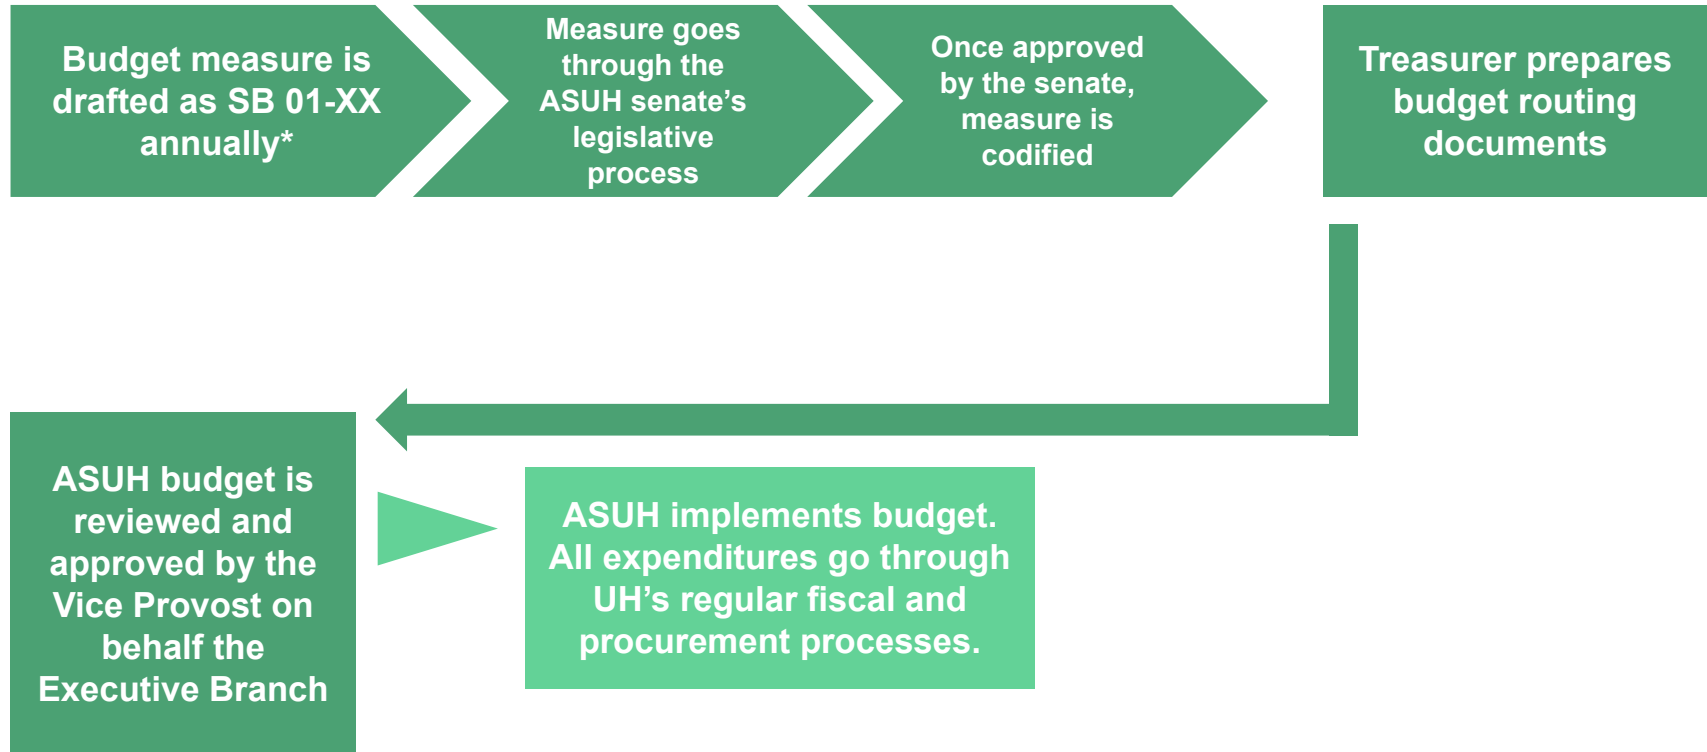 Budget measure is
drafted as SB 01-XX
annually*
Measure goes
through the
ASUH senate’s
legislative
process
Once approved
by the senate,
measure is
codified
Treasurer prepares
budget routing
documents
ASUH budget is
reviewed and
approved by the
Vice Provost on
behalf the
Executive Branch
ASUH implements budget.
All expenditures go through
UH’s regular fiscal and
procurement processes.